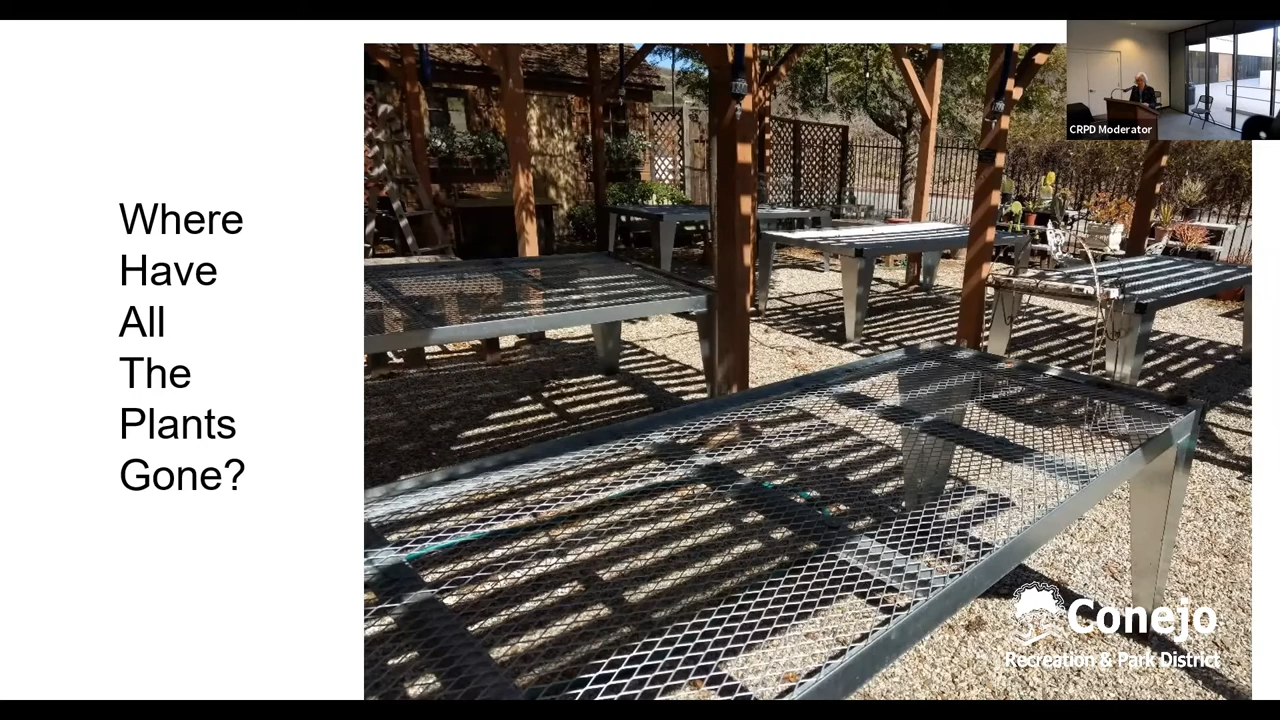 Where
Have
All
The
Plants
Gone?
CRPD Moderator
Conejo
Recreation & Park District